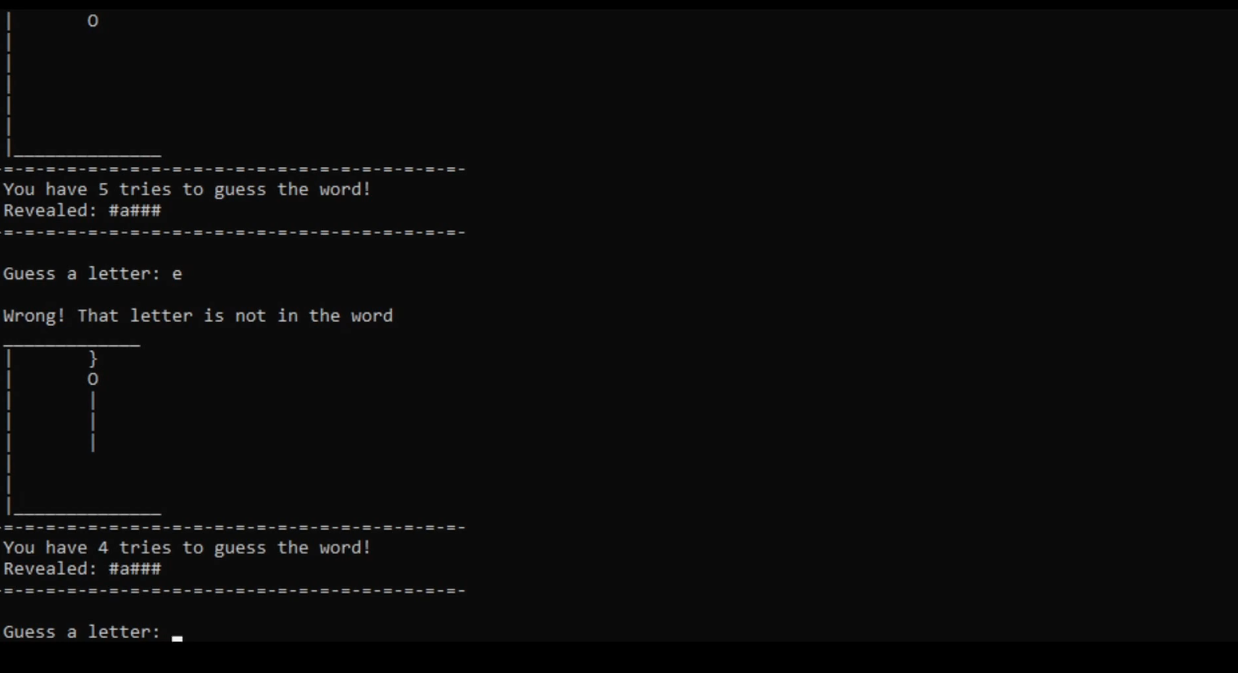 |       O
|
|
|
|
|
|______________
-=-=-=-=-=-=-=-=-=-=-=-=-=-=-=-=-=-=-=-=-=-=-
You have 5 tries to guess the word!
Revealed: #a###
-=-=-=-=-=-=-=-=-=-=-=-=-=-=-=-=-=-=-=-=-=-=-
Guess a letter: e
Wrong! That letter is not in the word
_____________
|       }
|       O
|       |
|       |
|       |
|
|
|______________
-=-=-=-=-=-=-=-=-=-=-=-=-=-=-=-=-=-=-=-=-=-=-
You have 4 tries to guess the word!
Revealed: #a###
-=-=-=-=-=-=-=-=-=-=-=-=-=-=-=-=-=-=-=-=-=-=-
Guess a letter: